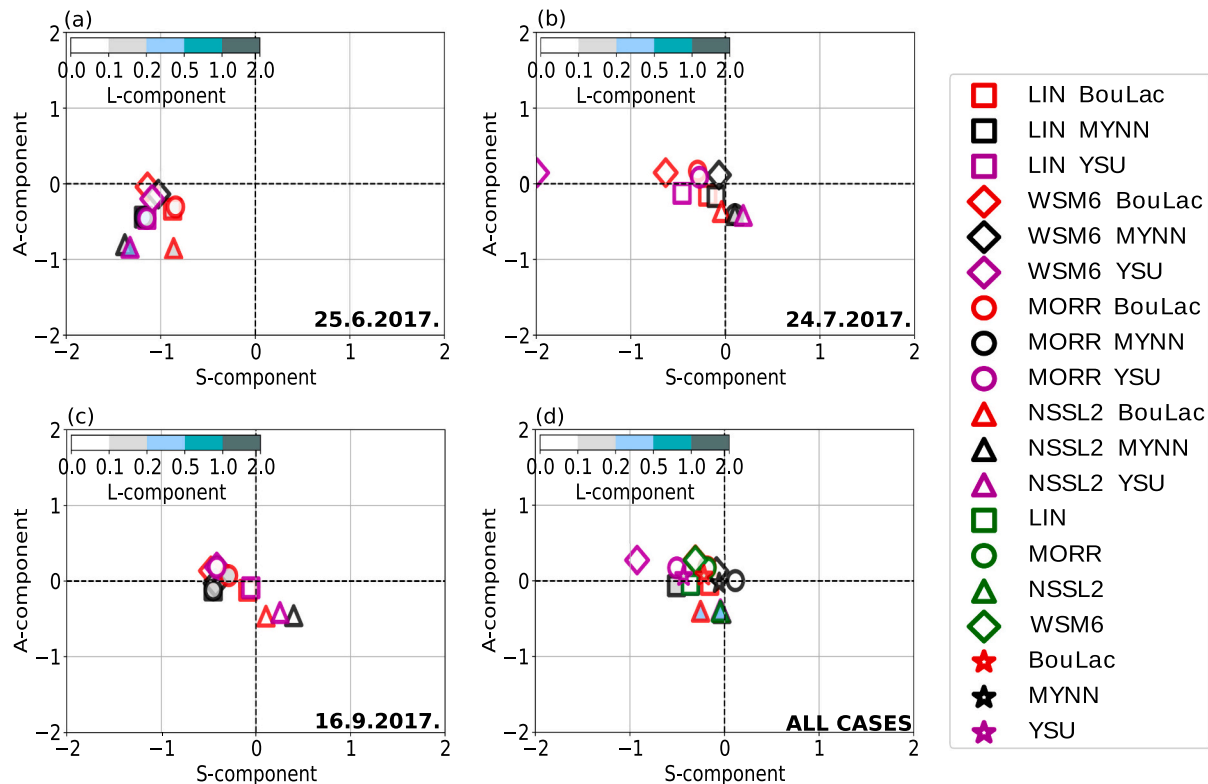 (a)
2
1
0
−1
−2
A-component
0.0 0.1 0.2 0.5 1.0 2.0
L-component
25.6.2017.
−2 −1 0 1 2
S-component
(b)
2
1
0
−1
−2
A-component
0.0 0.1 0.2 0.5 1.0 2.0
L-component
24.7.2017.
−2 −1 0 1 2
S-component
(c)
2
1
0
−1
−2
A-component
0.0 0.1 0.2 0.5 1.0 2.0
L-component
16.9.2017.
−2 −1 0 1 2
S-component
(d)
2
1
0
−1
−2
A-component
0.0 0.1 0.2 0.5 1.0 2.0
L-component
ALL CASES
−2 −1 0 1 2
S-component
LIN BouLac
LIN MYNN
LIN YSU
WSM6 BouLac
WSM6 MYNN
WSM6 YSU
MORR BouLac
MORR MYNN
MORR YSU
NSSL2 BouLac
NSSL2 MYNN
NSSL2 YSU
LIN
MORR
NSSL2
WSM6
BouLac
MYNN
YSU